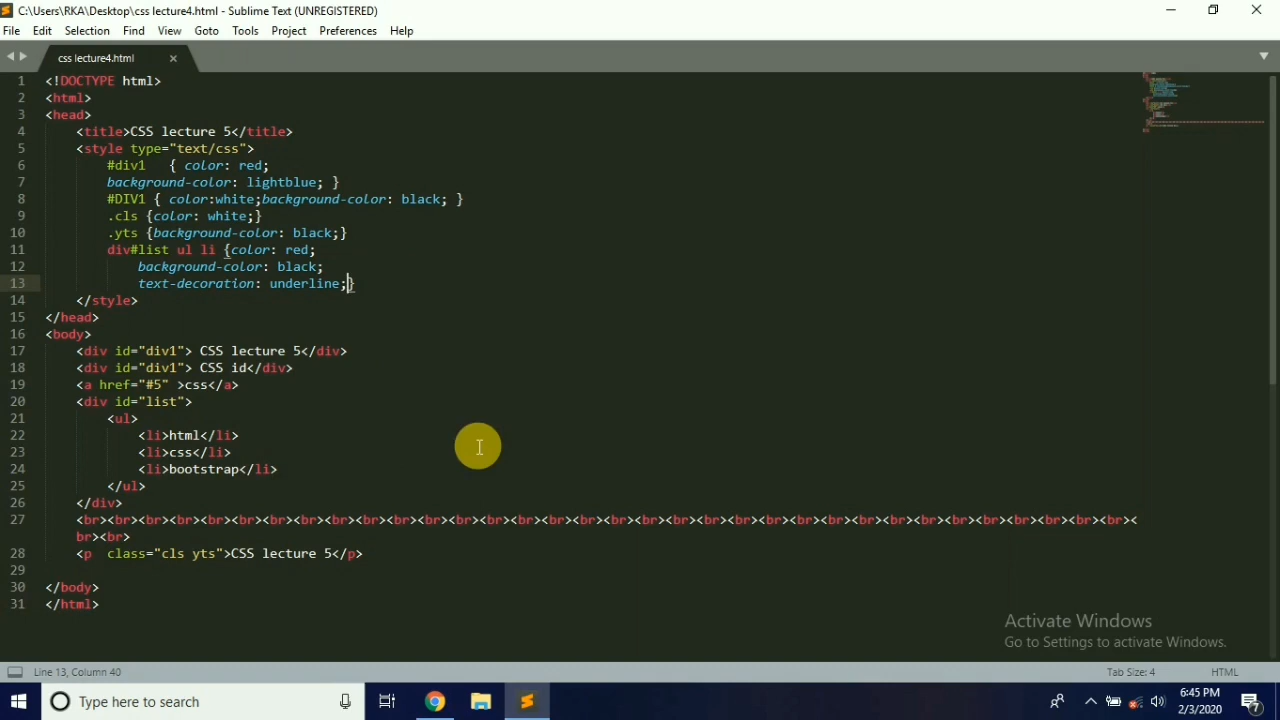 C:\Users\RKA\Desktop\css lecture4.html - Sublime Text (UNREGISTERED)
File Edit Selection Find View Goto Tools Project Preferences Help
css lecture4.html
1 <!DOCTYPE html>
2 <html>
3 <head>
4 <title>CSS lecture 5</title>
5 <style type="text/css">
6 #div1 { color: red;
7 background-color: lightblue; }
8 #DIV1 { color:white;background-color: black; }
9 .cls {color: white;}
10 .yts {background-color: black;}
11 div#list ul li {color: red;
12 background-color: black;
13 text-decoration: underline;}
14 </style>
15 </head>
16 <body>
17 <div id="div1"> CSS lecture 5</div>
18 <div id="div1"> CSS id</div>
19 <a href="#5" >css</a>
20 <div id="list">
21 <ul>
22 <li>html</li>
23 <li>css</li>
24 <li>bootstrap</li>
25 </ul>
26 </div>
27 <br><br><br><br><br><br><br><br><br><br><br><br><br><br><br><br><br><br><br><br><br><br><br><br><br><br><br><br><br><br><br><br><br><br><
br><br>
28 <p class="cls yts">CSS lecture 5</p>
29
30 </body>
31 </html>
Activate Windows
Go to Settings to activate Windows.
Line 13, Column 40 Tab Size: 4 HTML
Type here to search
6:45 PM
2/3/2020
7